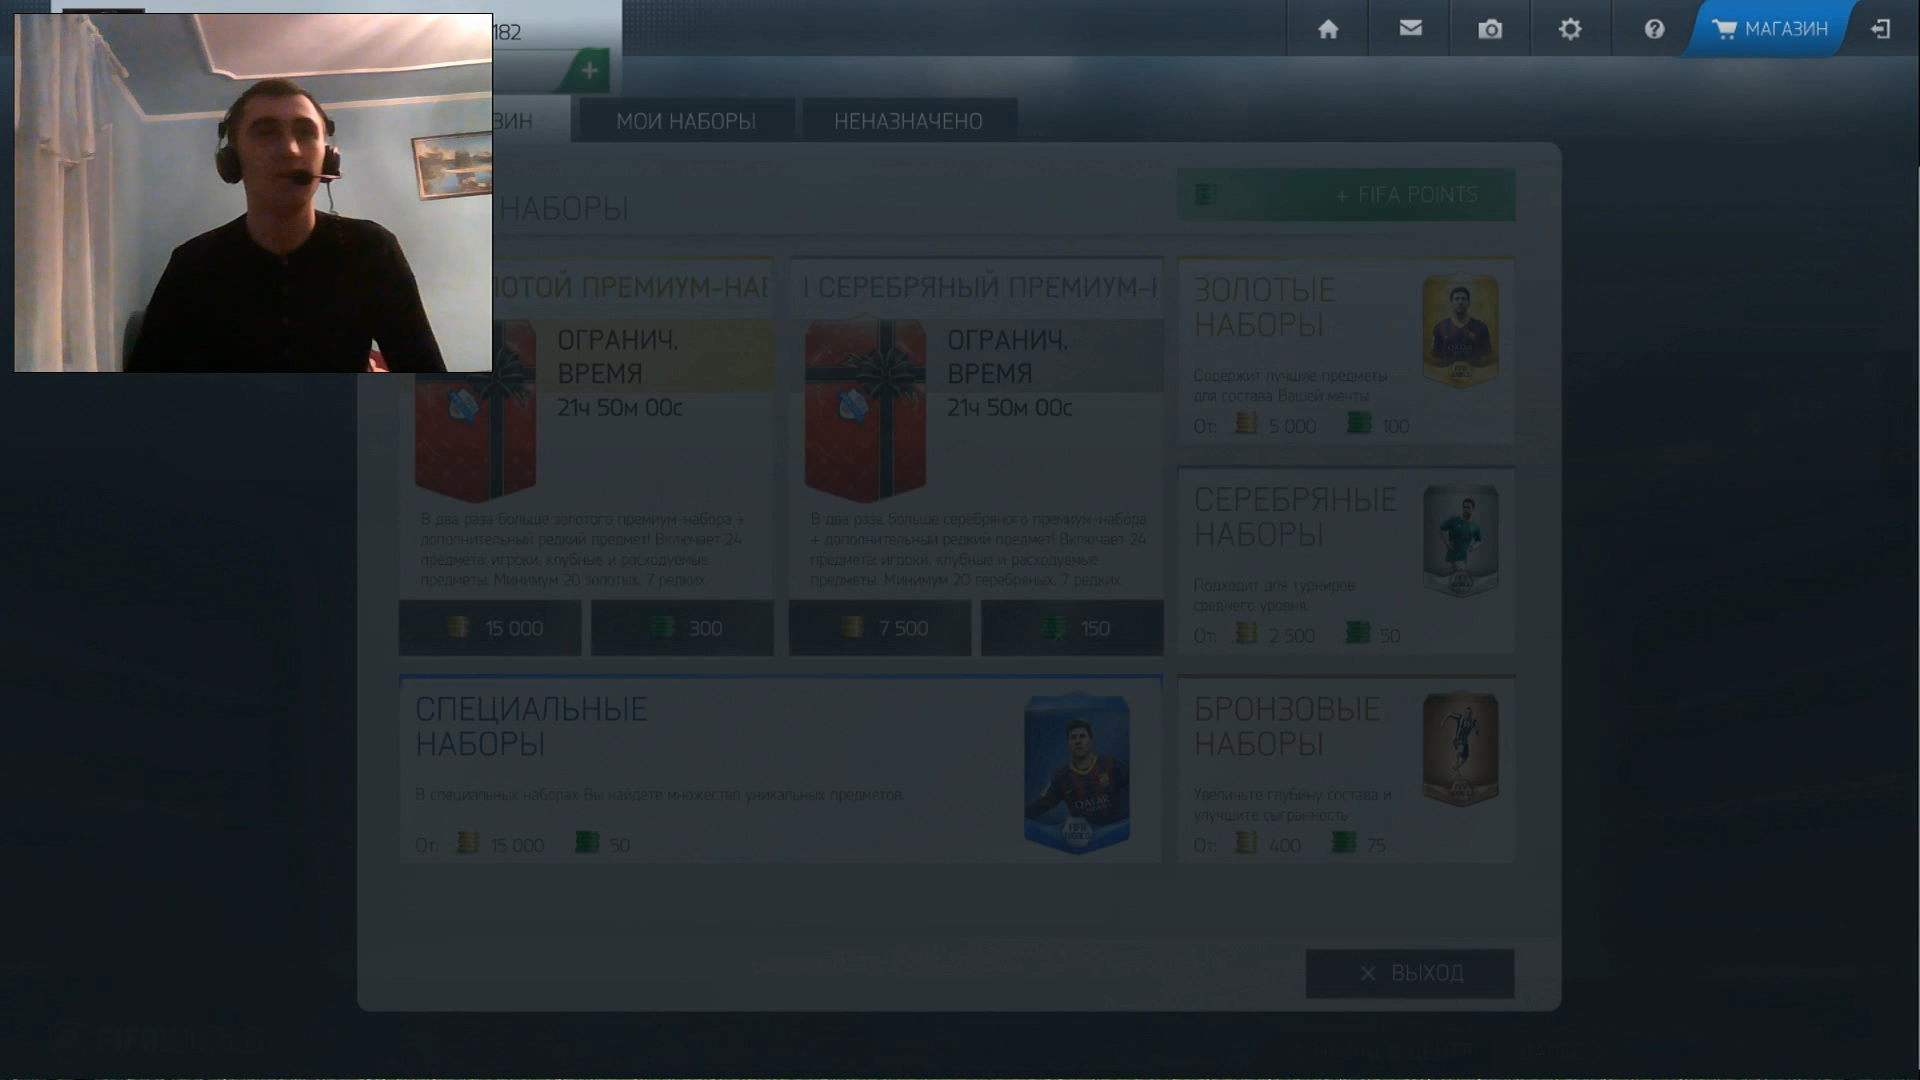 182
МАГАЗИН
ЗИН
МОИ НАБОРЫ
НЕНАЗНАЧЕНО
НАБОРЫ
+ FIFA POINTS
ЛОТОЙ ПРЕМИУМ-НАБ
ОГРАНИЧ.
ВРЕМЯ
21ч 50м 00с
В два раза больше золотого премиум-набора +
дополнительный редкий предмет! Включает 24
предмета: игроки, клубные и расходуемые
предметы. Минимум 20 золотых, 7 редких.
15 000
300
И СЕРЕБРЯНЫЙ ПРЕМИУМ-Н
ОГРАНИЧ.
ВРЕМЯ
21ч 50м 00с
В два раза больше серебряного премиум-набора
+ дополнительный редкий предмет! Включает 24
предмета: игроки, клубные и расходуемые
предметы. Минимум 20 серебряных, 7 редких.
7 500
150
ЗОЛОТЫЕ
НАБОРЫ
Содержит лучшие предметы
для состава Вашей мечты.
От: 5 000 100
СЕРЕБРЯНЫЕ
НАБОРЫ
Подходит для турниров
среднего уровня.
От: 2 500 50
СПЕЦИАЛЬНЫЕ
НАБОРЫ
В специальных наборах Вы найдете множество уникальных предметов.
От: 15 000 50
БРОНЗОВЫЕ
НАБОРЫ
Увеличьте глубину состава и
улучшите сыгранность.
От: 400 75
ВЫХОД